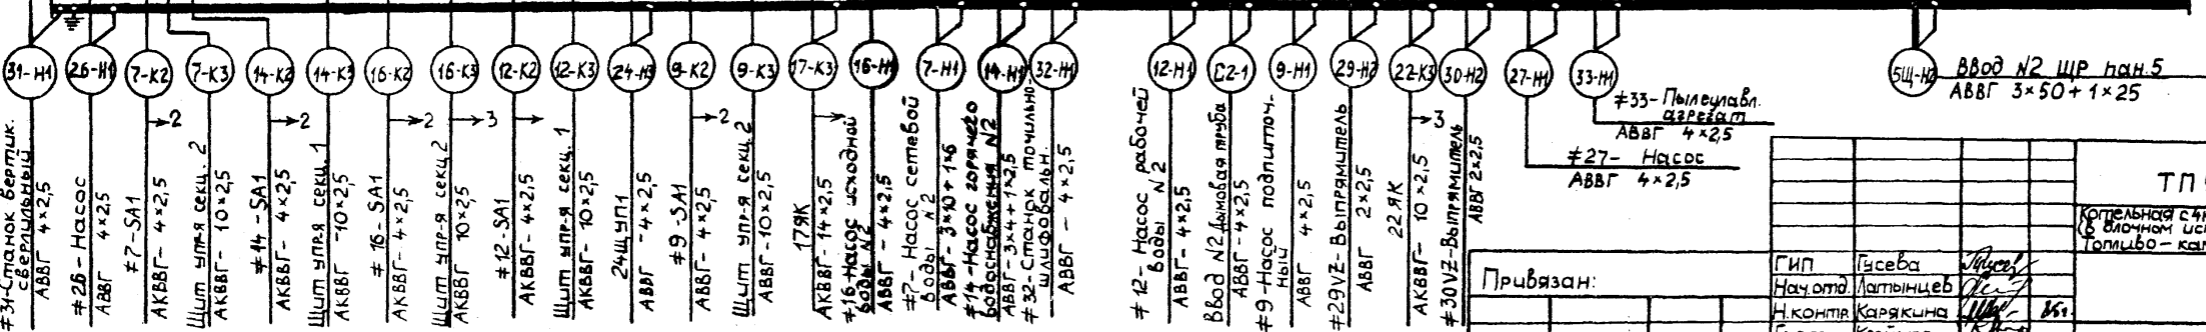 31-Н1
26-Н1
7-К2
7-К3
14-К2
14-К3
16-К2
16-К3
12-К2
12-К3
24-Н3
9-К2
9-К3
17-К3
16-Н1
7-Н1
14-Н1
32-Н1
12-Н1
С2-1
9-Н1
29-Н2
22-К3
30-Н2
27-Н1
33-Н1
5Щ-Н2
Ввод N2 ЩР пан.5
АВВГ 3×50+1×25
#33-Пылеулавл.
агрегат
АВВГ 4×2,5
#27- Насос
АВВГ 4×2,5
#31-Станок вертик.
сверлильный
АВВГ 4×2,5
#26-Насос
АВВГ 4×2,5
#7-SA1
АКВВГ- 4×2,5
→2
Щит упр-я секц. 2
АКВВГ- 10×2,5
#14-SA1
АКВВГ- 4×2,5
→2
Щит упр-я секц. 1
АКВВГ -10×2,5
#16-SA1
АКВВГ- 4×2,5
→2
Щит упр-я секц 2
АКВВГ 10×2,5
→3
#12-SA1
АКВВГ-4×2,5
→
Щит упр-я секц. 1
АКВВГ- 10×2,5
24ЩУП1
АВВГ -4×2,5
#9-SA1
АКВВГ-4×2,5
→2
Щит упр-я секц 2
АКВВГ-10×2,5
17ЯК
АКВВГ-14×2,5
→
#16-Насос исходной
воды N2
АВВГ- 4×2,5
#7-Насос сетевой
воды N2
АВВГ- 3×10+1×6
#14-Насос горячего
водоснабжения N2
АВВГ-3×4+1×2,5
#32-Станок точильно-
шлифовальн.
АВВГ- 4×2,5
#12-Насос рабочей
воды N2
АВВГ- 4×2,5
Ввод N2 Дымовая труба
АВВГ-4×2,5
#9-Насос подпиточ-
ный
АВВГ 4×2,5
#29VZ-Выпрямитель
АВВГ 2×2,5
22ЯК
АКВВГ- 10×2,5
→3
#30VZ-Выпрямитель
АВВГ 2×2,5
Привязан:
ТП
Котельная с
(в блочном
Топливо-
ГИП Гусева
Нач.отд. Латынцев
Н.контр. Карякина